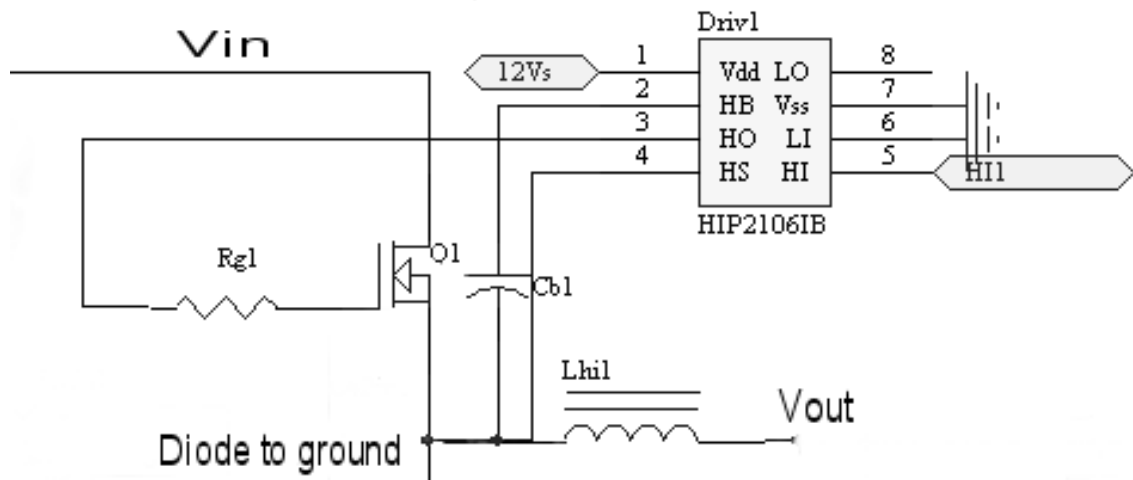 Vin
Driv1
12Vs
1 Vdd LO 8
2 HB Vss 7
3 HO LI 6
4 HS HI 5
HI1
HIP2106IB
Rg1
Q1
Cb1
Lhi1
Vout
Diode to ground